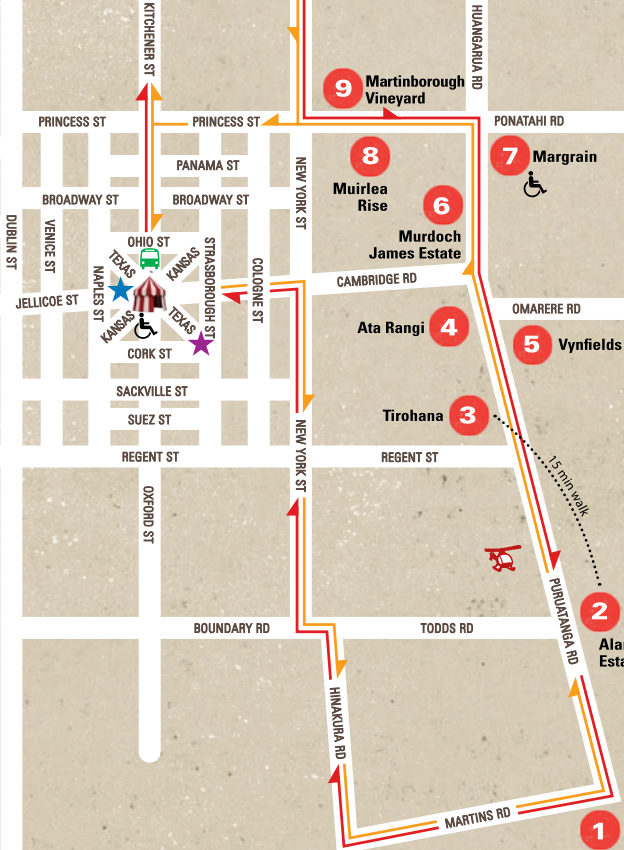 KITCHENER ST
HUANGARUA RD
9
Martinborough
Vineyard
PRINCESS ST
PRINCESS ST
PONATAHI RD
8
Muirlea
Rise
7
Margrain
PANAMA ST
NEW YORK ST
BROADWAY ST
BROADWAY ST
6
Murdoch
James Estate
DUBLIN ST
VENICE ST
OHIO ST
TEXAS
KANSAS
STRASBOROUGH ST
COLOGNE ST
NAPLES ST
CAMBRIDGE RD
JELLICOE ST
OMARERE RD
KANSAS
TEXAS
Ata Rangi
4
5
Vynfields
CORK ST
SACKVILLE ST
Tirohana
3
SUEZ ST
NEW YORK ST
REGENT ST
REGENT ST
15 min walk
OXFORD ST
PURUATANGA RD
2
Ala
Esta
BOUNDARY RD
TODDS RD
HINAKURA RD
MARTINS RD
1